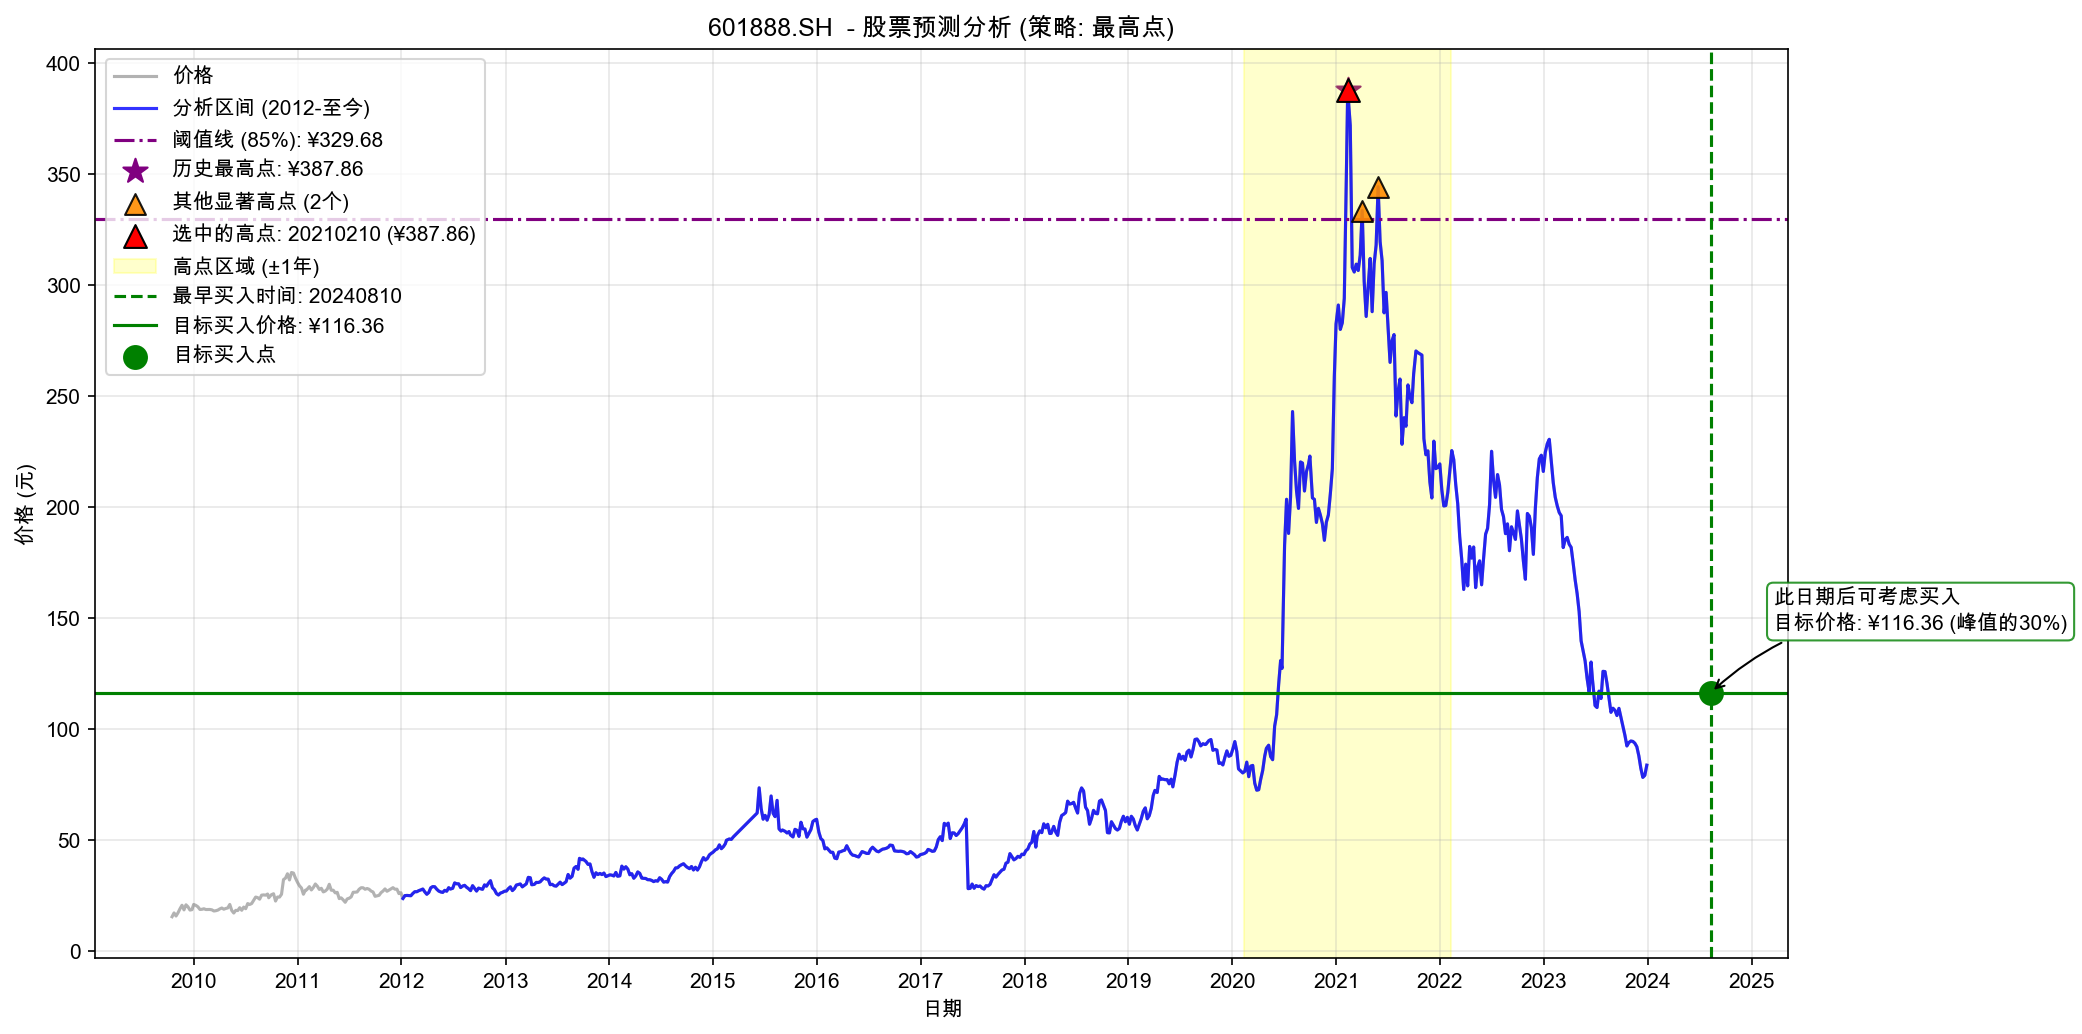 601888.SH - 股票预测分析 (策略: 最高点)
价格
分析区间 (2012-至今)
阈值线 (85%): ¥329.68
历史最高点: ¥387.86
其他显著高点 (2个)
选中的高点: 20210210 (¥387.86)
高点区域 (±1年)
最早买入时间: 20240810
目标买入价格: ¥116.36
目标买入点
400
350
300
250
200
150
100
50
0
价格 (元)
此日期后可考虑买入
目标价格: ¥116.36 (峰值的30%)
2010 2011 2012 2013 2014 2015 2016 2017 2018 2019 2020 2021 2022 2023 2024 2025
日期